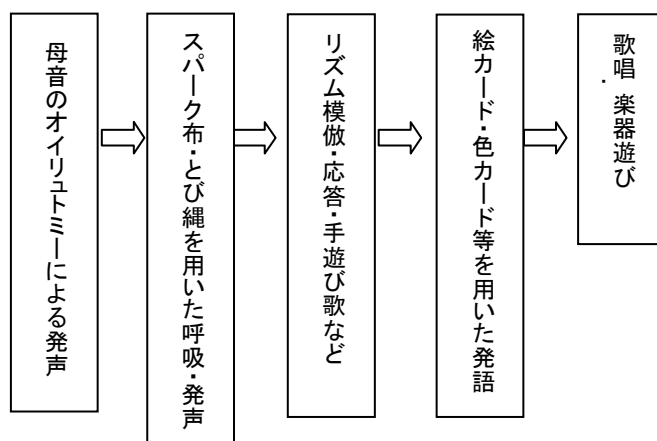 母音のオイリュトミーによる発声
スパーク布・とび縄を用いた呼吸・発声
リズム模倣・応答・手遊び歌など
絵カード・色カード等を用いた発語
歌唱・楽器遊び